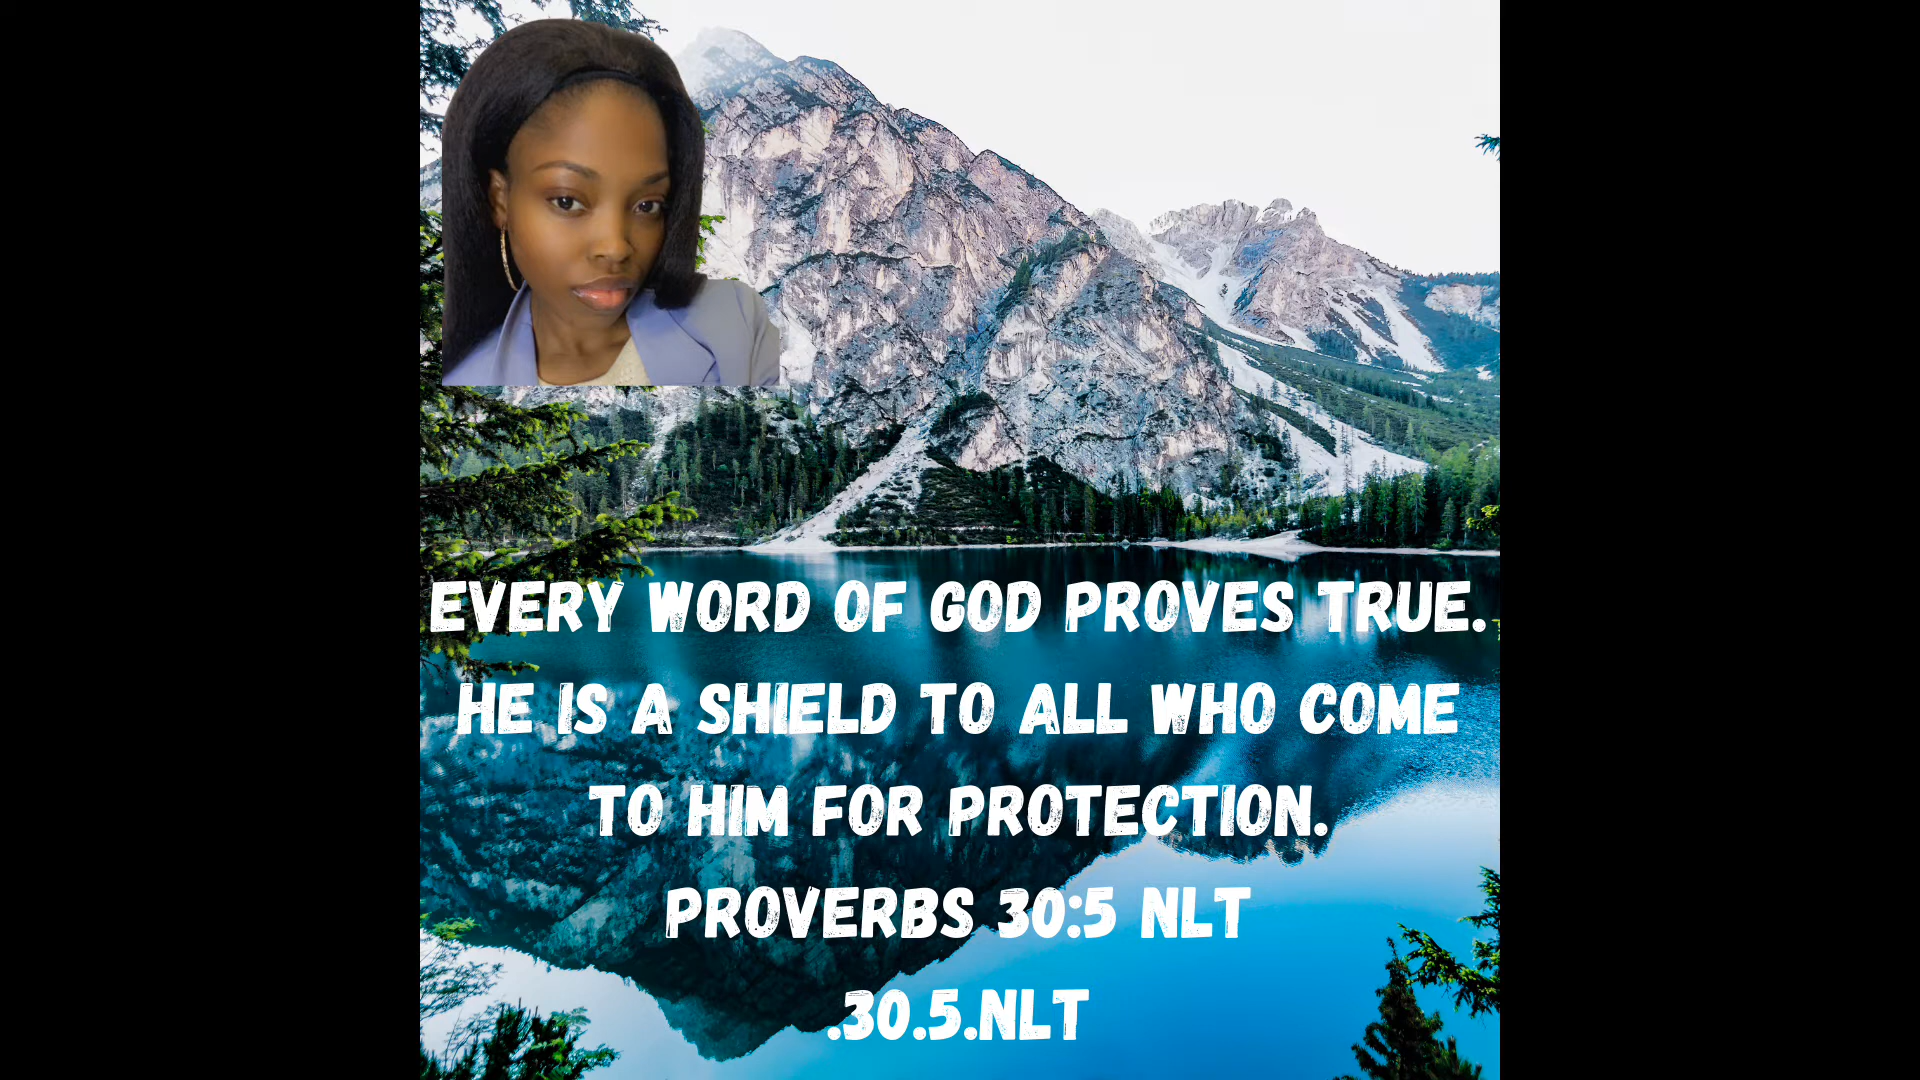 EVERY WORD OF GOD PROVES TRUE.
HE IS A SHIELD TO ALL WHO COME
TO HIM FOR PROTECTION.
PROVERBS 30:5 NLT
.30.5.NLT